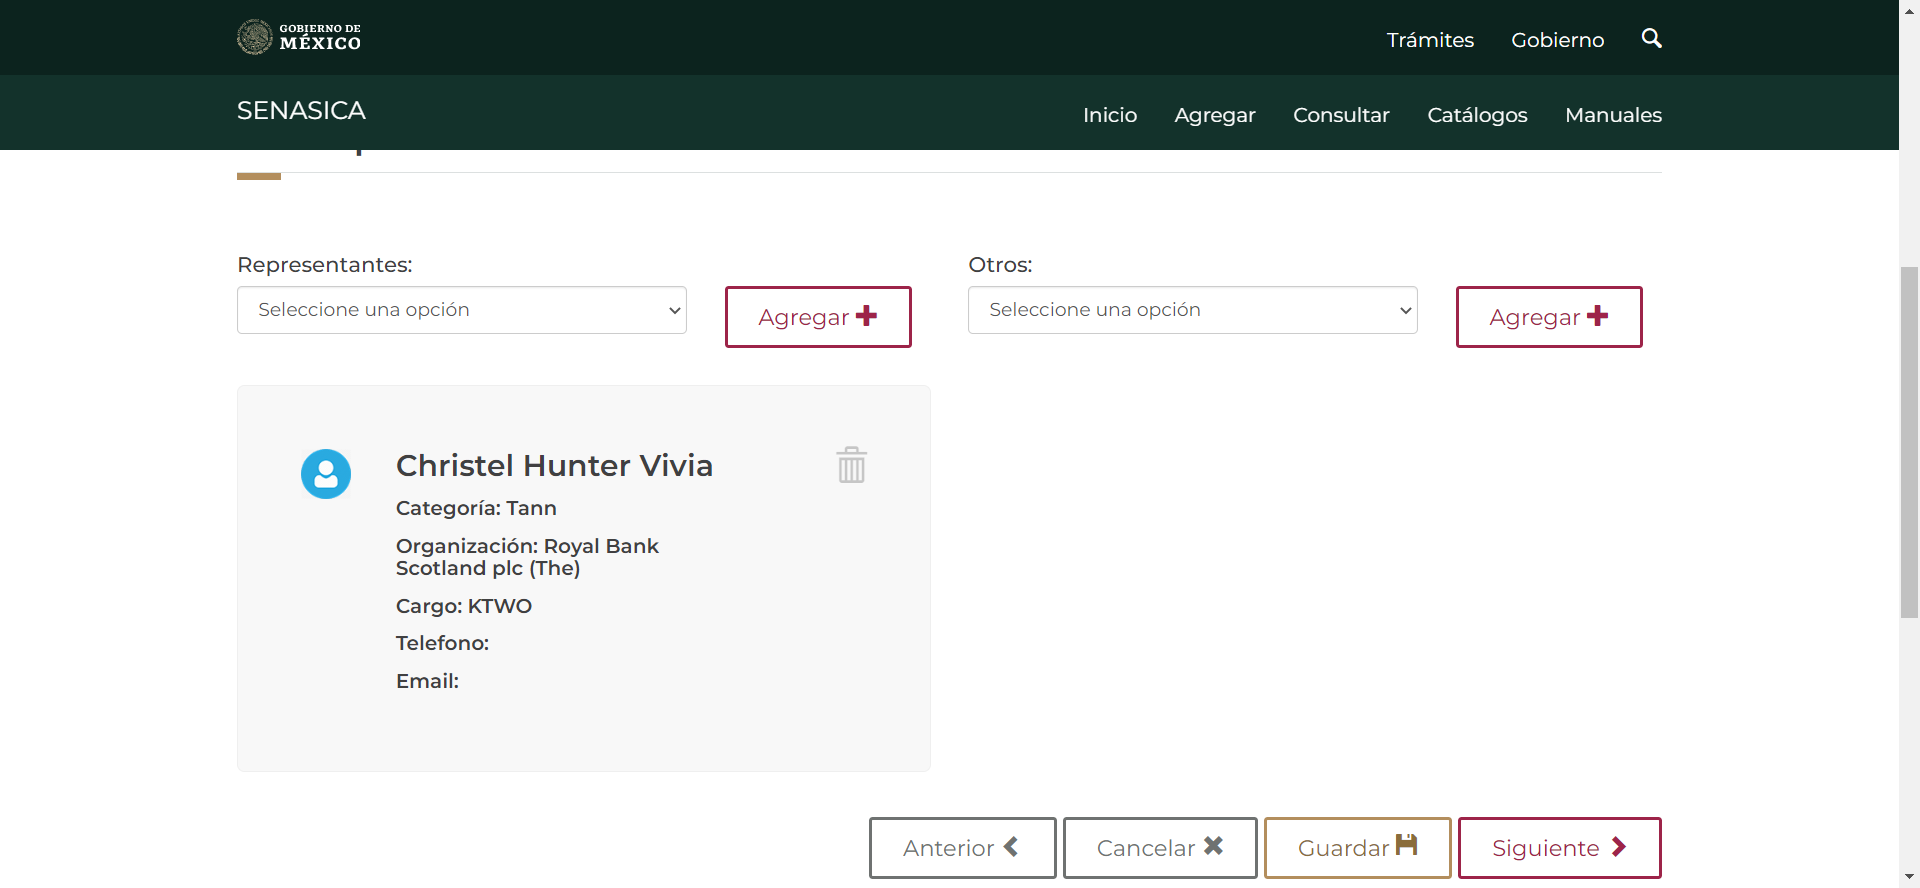 GOBIERNO DE
MÉXICO
Trámites Gobierno
SENASICA
Inicio Agregar Consultar Catálogos Manuales
Representantes:
Seleccione una opción
Agregar
Otros:
Seleccione una opción
Agregar
Christel Hunter Vivia
Categoría: Tann
Organización: Royal Bank
Scotland plc (The)
Cargo: KTWO
Telefono:
Email:
Anterior
Cancelar
Guardar
Siguiente